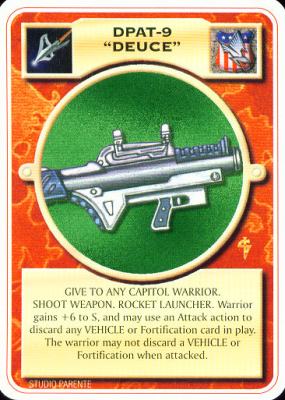 DPAT-9
"DEUCE"
GIVE TO ANY CAPITOL WARRIOR.
SHOOT WEAPON. ROCKET LAUNCHER. Warrior
gains +6 to S, and may use an Attack action to
discard any VEHICLE or Fortification card in play.
The warrior may not discard a VEHICLE or
Fortification when attacked.
STUDIO PARENTE